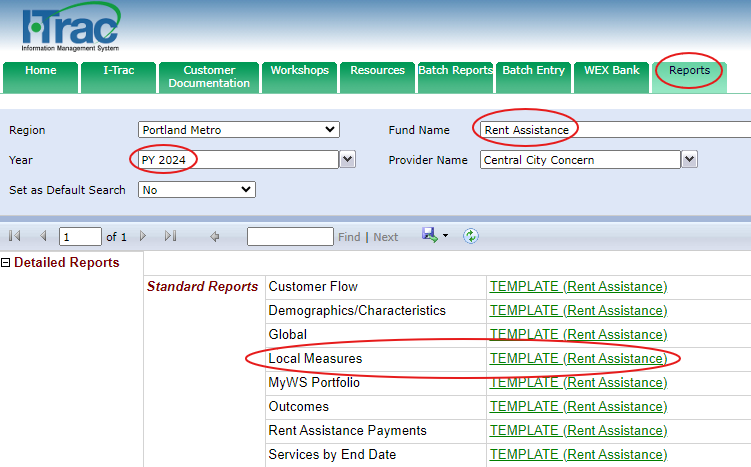 I-Trac
Information Management System
Home I-Trac Customer Documentation Workshops Resources Batch Reports Batch Entry WEX Bank Reports
Region Portland Metro Fund Name Rent Assistance
Year PY 2024 Provider Name Central City Concern
Set as Default Search No
1 of 1 Find | Next
Detailed Reports
Standard Reports Customer Flow TEMPLATE (Rent Assistance)
Demographics/Characteristics TEMPLATE (Rent Assistance)
Global TEMPLATE (Rent Assistance)
Local Measures TEMPLATE (Rent Assistance)
MyWS Portfolio TEMPLATE (Rent Assistance)
Outcomes TEMPLATE (Rent Assistance)
Rent Assistance Payments TEMPLATE (Rent Assistance)
Services by End Date TEMPLATE (Rent Assistance)